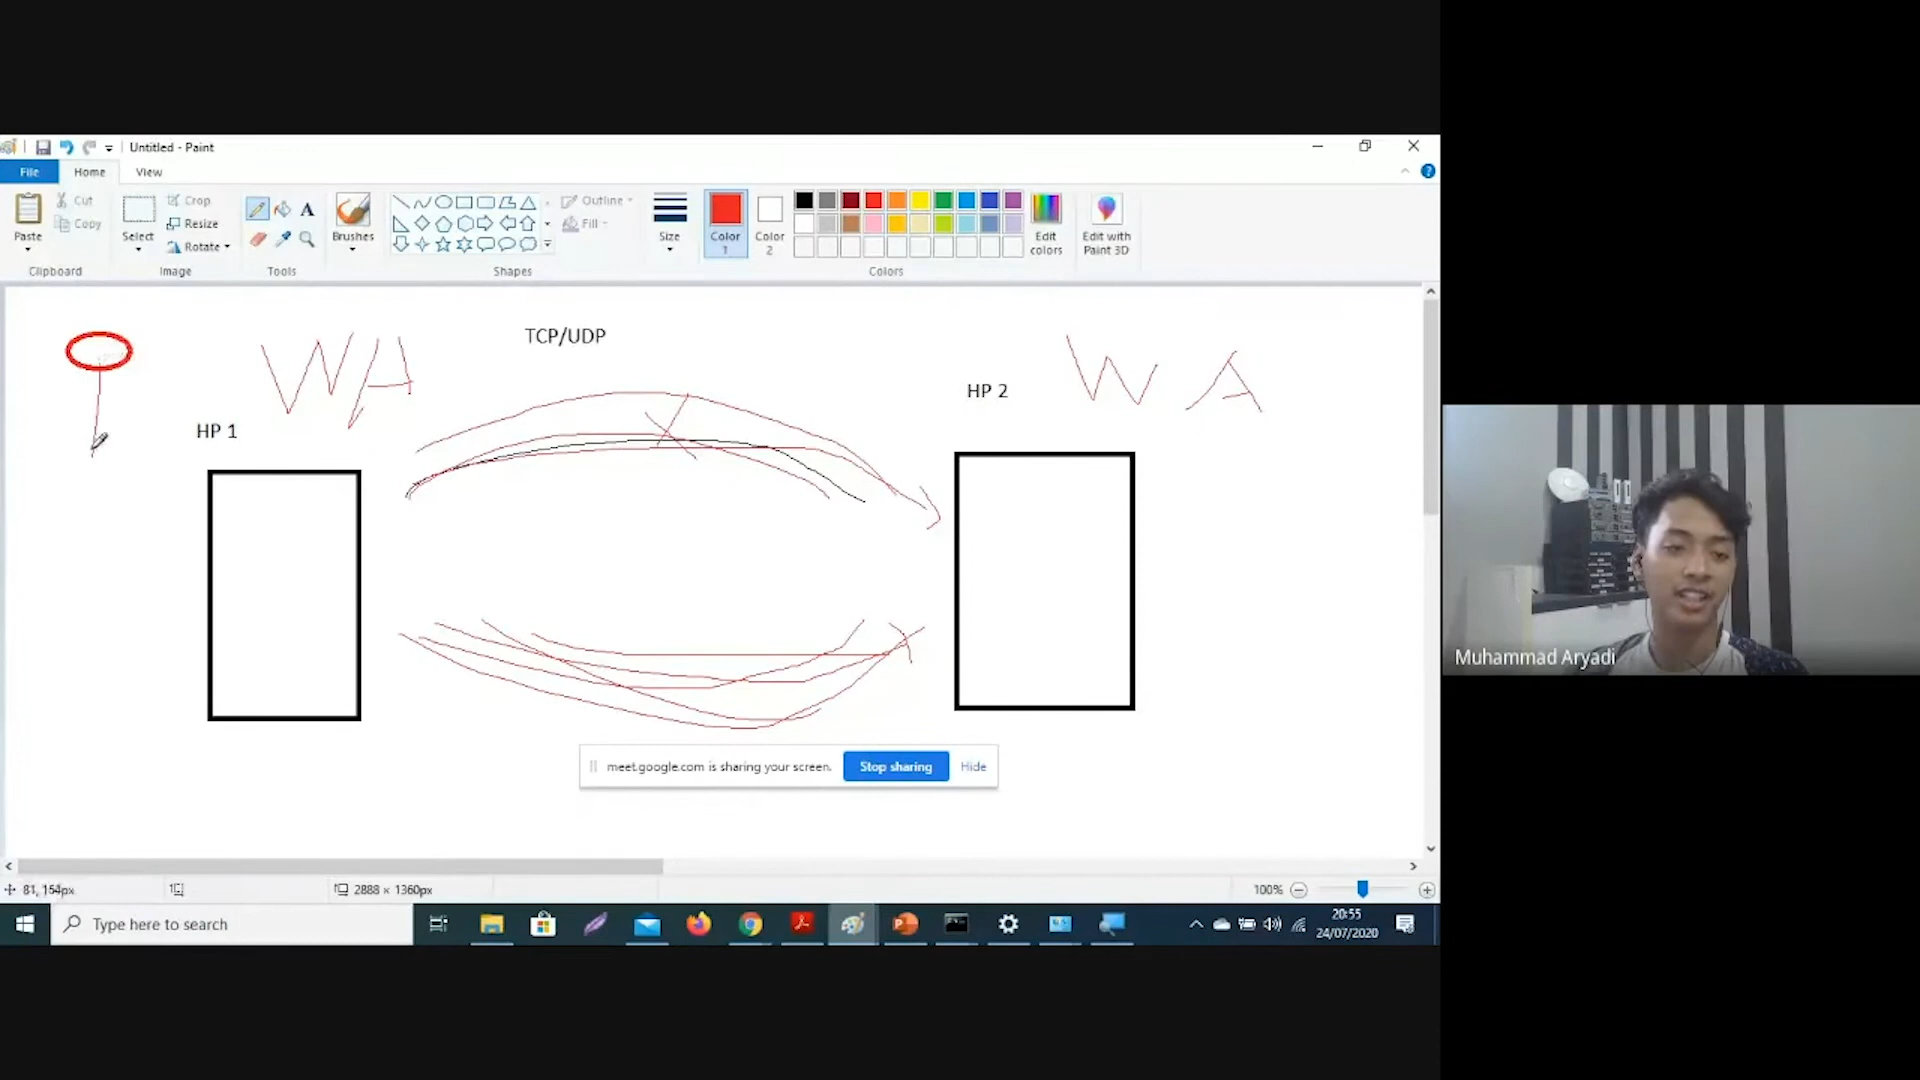 Untitled - Paint
File Home View
Paste
Cut
Copy
Clipboard
Select
Crop
Resize
Rotate
Image
Tools
Brushes
Shapes
Outline
Fill
Size
Color 1
Color 2
Colors
Edit colors
Edit with Paint 3D
WA
TCP/UDP
WA
HP 1
HP 2
meet.google.com is sharing your screen.
Stop sharing
Hide
Muhammad Aryadi
81, 154px
2888 × 1360px
100%
Type here to search
20:55
24/07/2020